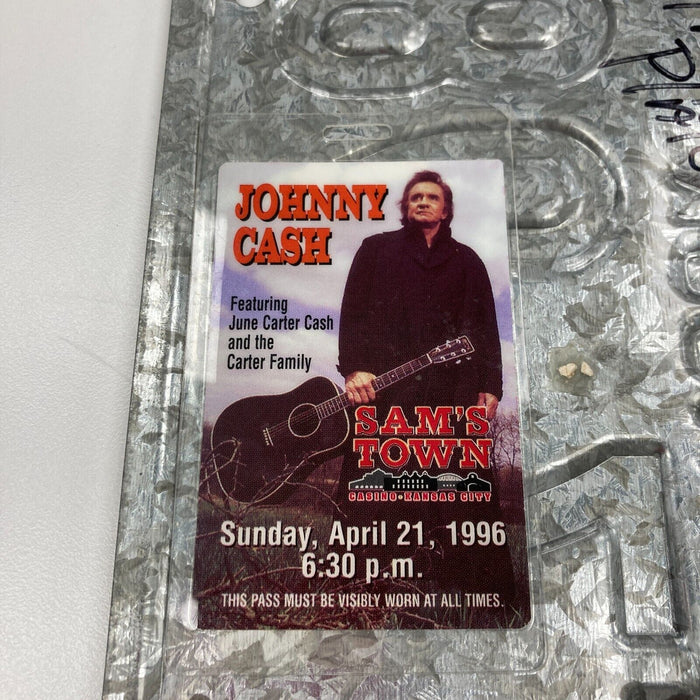 JOHNNY
CASH
Featuring
June Carter Cash
and the
Carter Family
SAM'S
TOWN
CASINO • KANSAS CITY
Sunday, April 21, 1996
6:30 p.m.
THIS PASS MUST BE VISIBLY WORN AT ALL TIMES.